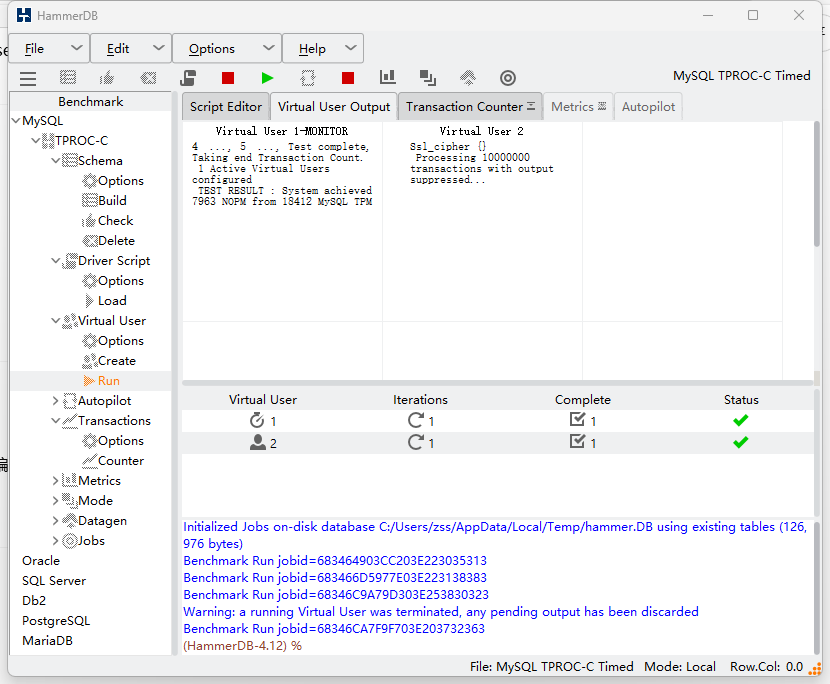 HammerDB
File
Edit
Options
Help
MySQL TPROC-C Timed
Benchmark
MySQL
TPROC-C
Schema
Options
Build
Check
Delete
Driver Script
Options
Load
Virtual User
Options
Create
Run
Autopilot
Transactions
Options
Counter
Metrics
Mode
Datagen
Jobs
Oracle
SQL Server
Db2
PostgreSQL
MariaDB
Script Editor
Virtual User Output
Transaction Counter
Metrics
Autopilot
Virtual User 1-MONITOR
4 ..., 5 ..., Test complete,
Taking end Transaction Count.
1 Active Virtual Users
configured
TEST RESULT : System achieved
7963 NOPM from 18412 MySQL TPM
Virtual User 2
Ssl_cipher {}
Processing 10000000
transactions with output
suppressed...
Virtual User Iterations Complete Status
1 1 1
2 1 1
Initialized Jobs on-disk database C:/Users/zss/AppData/Local/Temp/hammer.DB using existing tables (126,
976 bytes)
Benchmark Run jobid=683464903CC203E223035313
Benchmark Run jobid=683466D5977E03E223138383
Benchmark Run jobid=68346C9A79D303E253830323
Warning: a running Virtual User was terminated, any pending output has been discarded
Benchmark Run jobid=68346CA7F9F703E203732363
(HammerDB-4.12) %
File: MySQL TPROC-C Timed Mode: Local Row.Col: 0.0